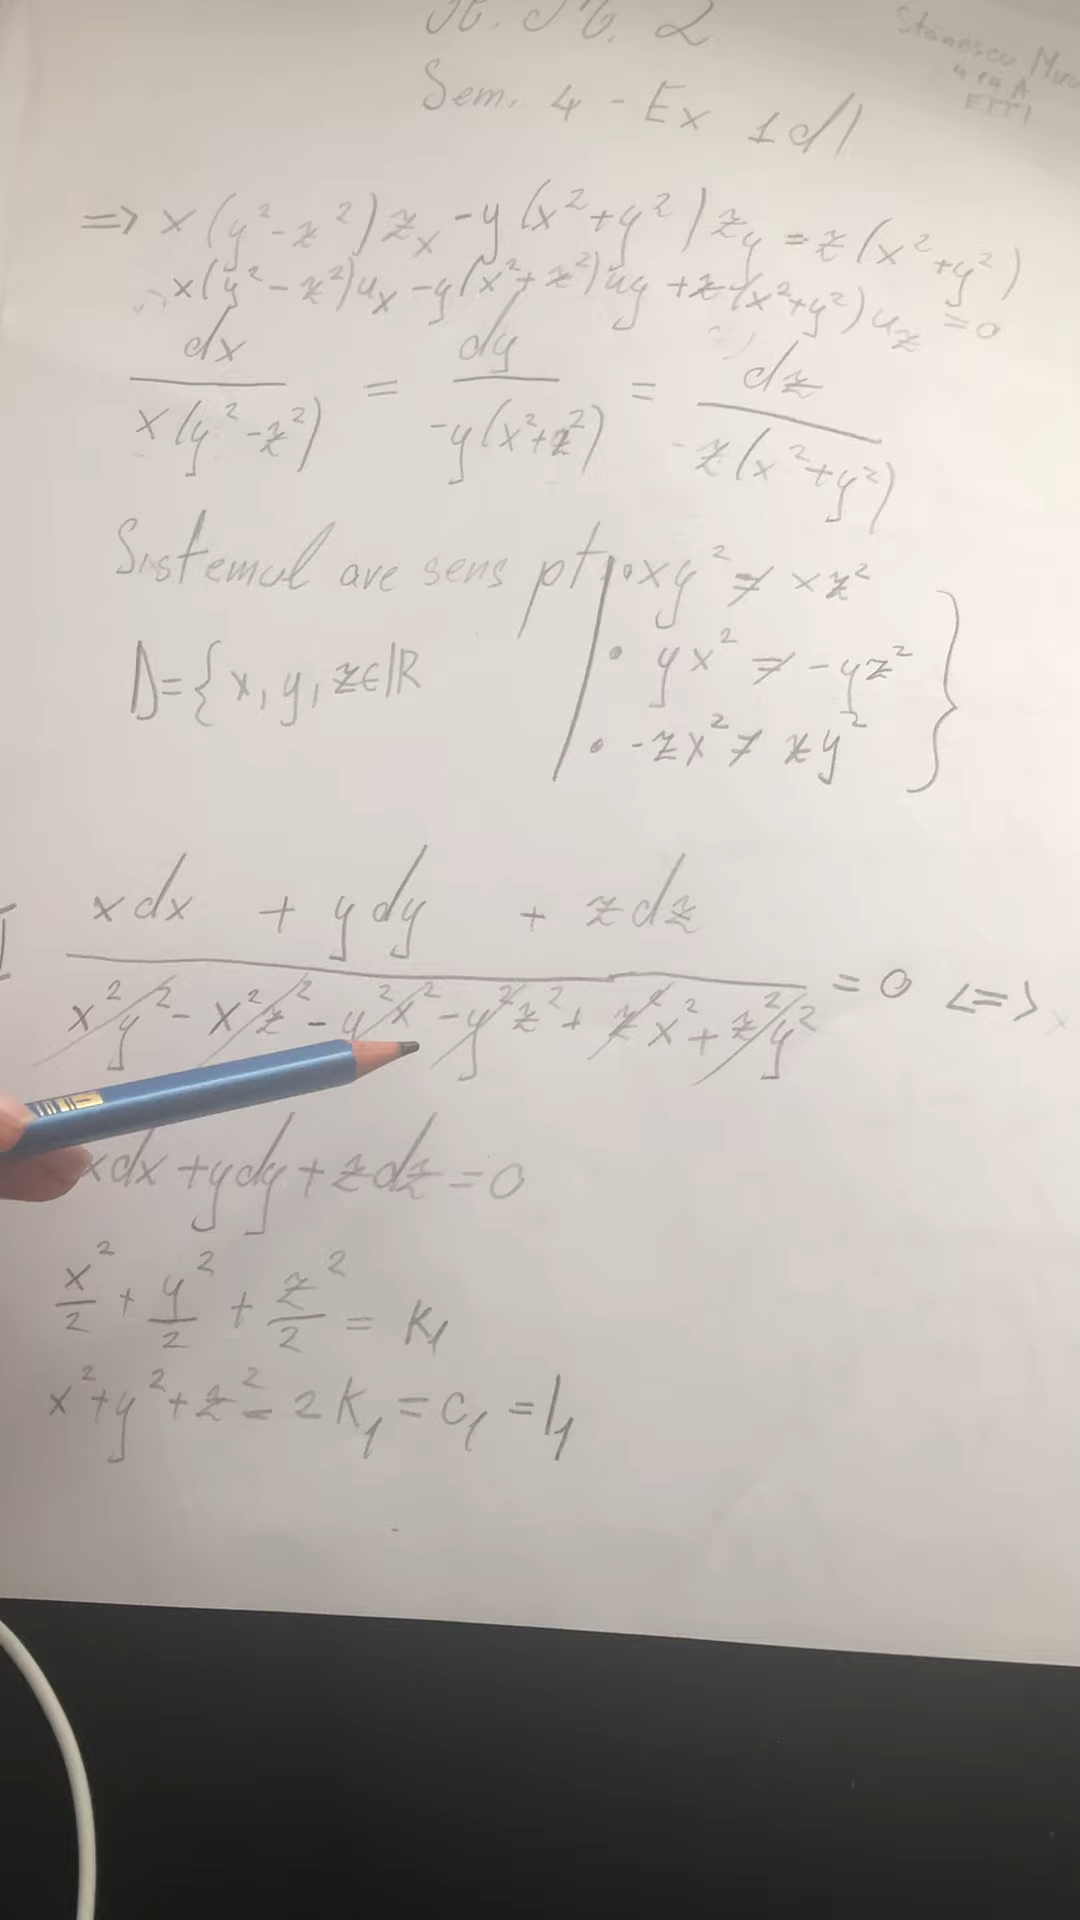 Sem. 4 - Ex 1d)
=> x(y²-z²)z_x - y(x²+y²)z_y = z(x²+y²)
x(y²-z²)u_x - y(x²+z²)u_y + z(x²+y²)u_z = 0
dx/(x(y²-z²)) = dy/(-y(x²+z²)) = dz/(-z(x²+y²))
Sistemul are sens pt
D={x, y, z∈ℝ | • xy² ≠ xz²
• yx² ≠ -yz²
• -zx² ≠ zy² }
I (xdx + ydy + zdz)/(x²y² - x²z² - y²x² - y²z² + z²x² + z²y²) = 0 <=>
xdx + ydy + zdz = 0
x²/2 + y²/2 + z²/2 = K₁
x² + y² + z² = 2K₁ = C₁ = I₁